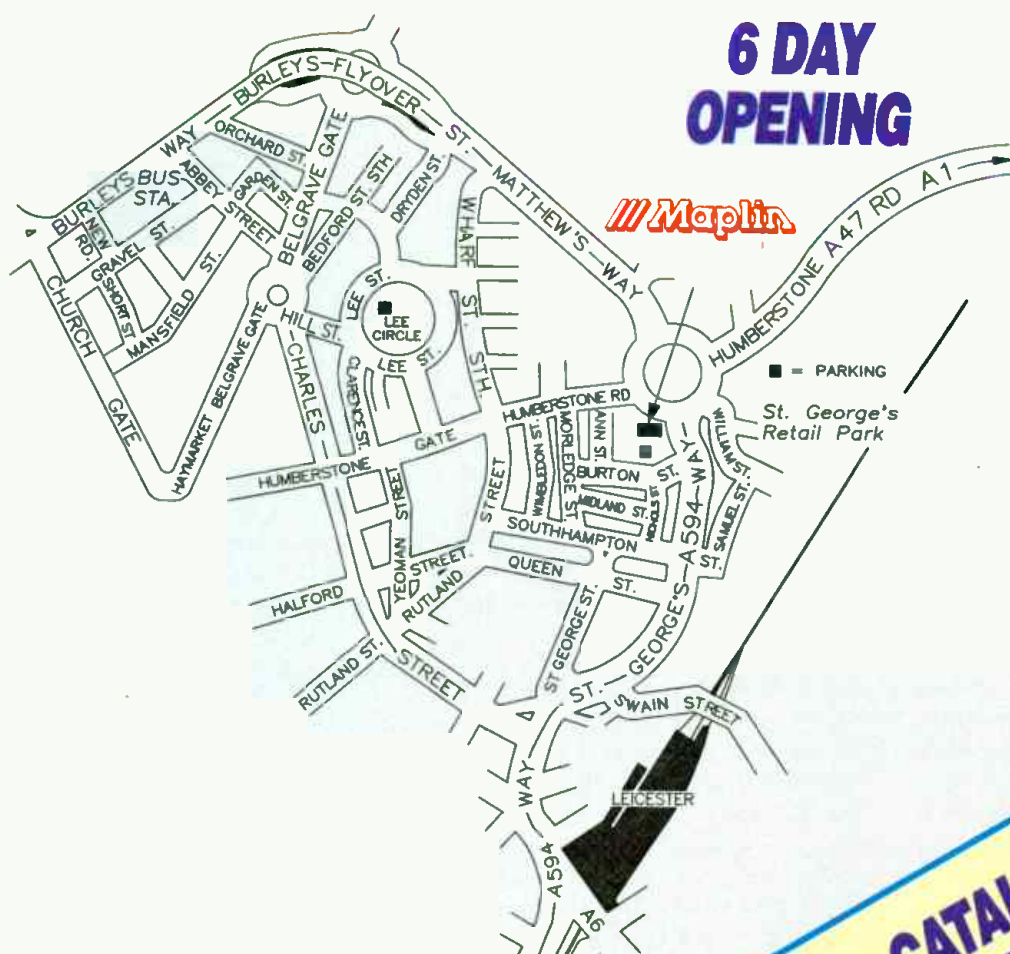 6 DAY
OPENING
Maplin
BURLEYS-FLYOVER
BURLEYS WAY
ORCHARD ST.
BUS
STA.
ABBEY STREET
GARDEN ST.
BELGRAVE GATE
BEDFORD ST. STH
DRYDEN ST.
ST. MATTHEW'S WAY
WHARF ST. STH.
NEW RD.
GRAVEL ST.
SHORT ST.
MANSFIELD ST.
CHURCH GATE
HAYMARKET BELGRAVE GATE
HILL ST.
LEE ST.
LEE
CIRCLE
LEE ST.
CLARENCE ST.
CHARLES STREET
HUMBERSTONE A47 RD A1
■ = PARKING
St. George's
Retail Park
HUMBERSTONE RD
HUMBERSTONE GATE
WIMBLEDON ST.
MORLEDGE ST.
ANN ST.
BURTON ST.
MIDLAND ST.
NICHOLS ST.
WILLIAM ST.
SAMUEL ST.
SOUTHHAMPTON ST.
QUEEN ST.
STREET
YEOMAN STREET
RUTLAND STREET
HALFORD
RUTLAND ST.
ST GEORGE ST.
ST. GEORGE'S A594 WAY
SWAIN STREET
LEICESTER
WAY
A594
A6